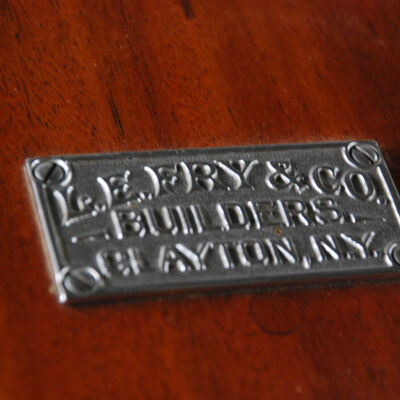 L.E. FRY & CO.
BUILDERS
CLAYTON, N.Y.